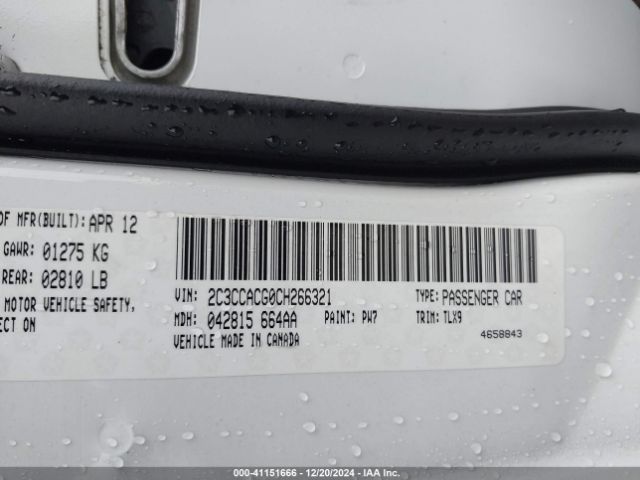 OF MFR(BUILT): APR 12
GAWR: 01275 KG
REAR: 02810 LB
MOTOR VEHICLE SAFETY,
ECT ON
VIN: 2C3CCACG0CH266321
TYPE: PASSENGER CAR
MDH: 042815 664AA
PAINT: PW7
TRIM: TLX9
VEHICLE MADE IN CANADA
4658843
000-41151666 - 12/20/2024 - IAA Inc.